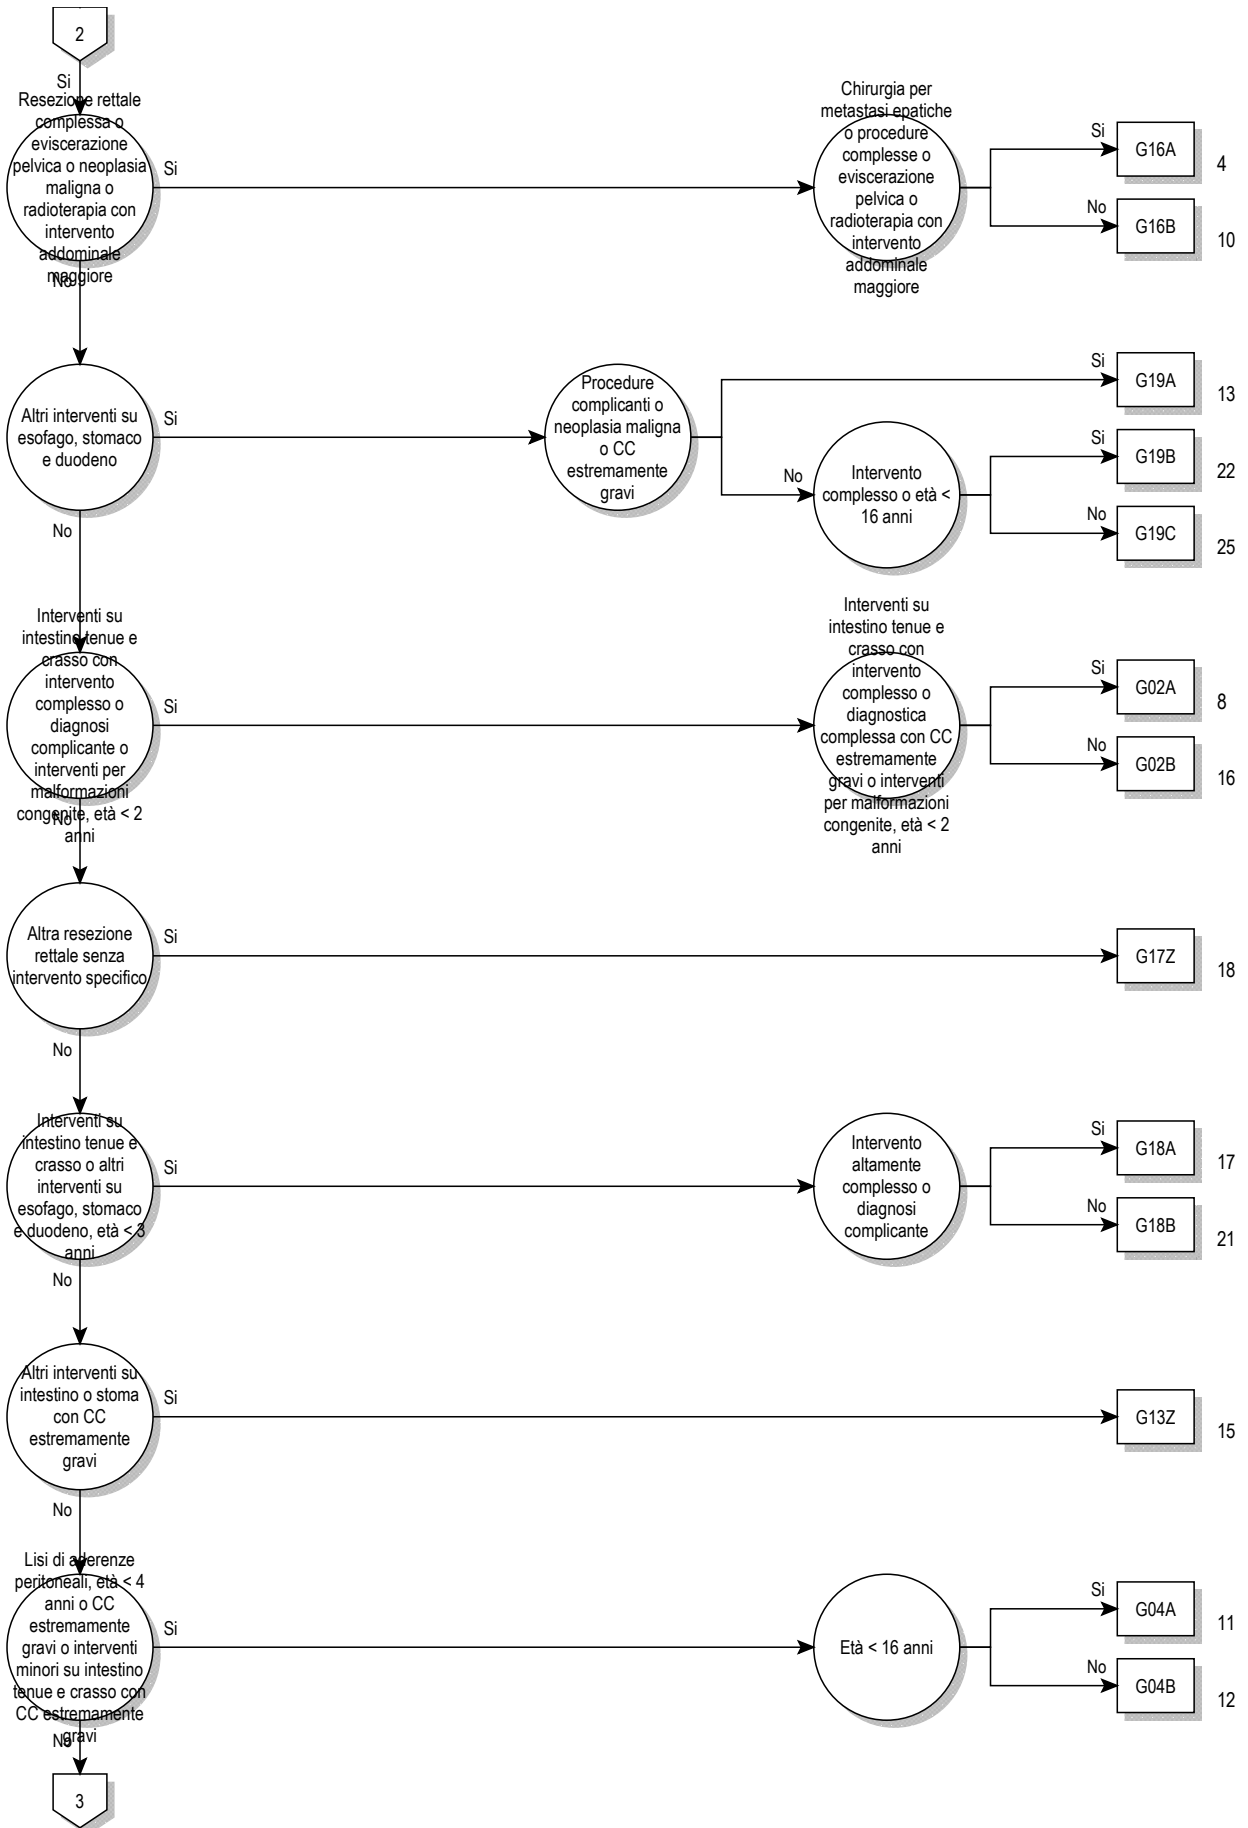 2
Si
Resezione rettale
complessa o
eviscerazione
pelvica o neoplasia
maligna o
radioterapia con
intervento
addominale
maggiore
Si
No
Chirurgia per
metastasi epatiche
o procedure
complesse o
eviscerazione
pelvica o
radioterapia con
intervento
addominale
maggiore
Si
G16A
4
No
G16B
10
Altri interventi su
esofago, stomaco
e duodeno
Si
No
Procedure
complicanti o
neoplasia maligna
o CC
estremamente
gravi
Si
G19A
13
No
Intervento
complesso o età <
16 anni
Si
G19B
22
No
G19C
25
Interventi su
intestino tenue e
crasso con
intervento
complesso o
diagnosi
complicante o
interventi per
malformazioni
congenite, età < 2
anni
Si
No
Interventi su
intestino tenue e
crasso con
intervento
complesso o
diagnostica
complessa con CC
estremamente
gravi o interventi
per malformazioni
congenite, età < 2
anni
Si
G02A
8
No
G02B
16
Altra resezione
rettale senza
intervento specifico
Si
No
G17Z
18
Interventi su
intestino tenue e
crasso o altri
interventi su
esofago, stomaco
e duodeno, età < 3
anni
Si
No
Intervento
altamente
complesso o
diagnosi
complicante
Si
G18A
17
No
G18B
21
Altri interventi su
intestino o stoma
con CC
estremamente
gravi
Si
No
G13Z
15
Lisi di aderenze
peritoneali, età < 4
anni o CC
estremamente
gravi o interventi
minori su intestino
tenue e crasso con
CC estremamente
gravi
Si
No
Età < 16 anni
Si
G04A
11
No
G04B
12
3